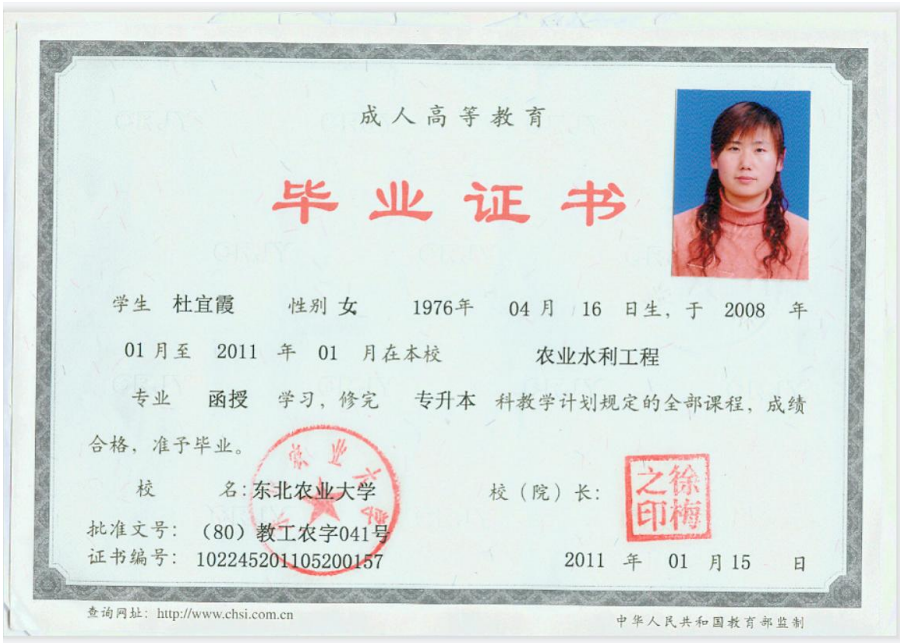 成人高等教育
毕业证书
学生 杜宜霞 性别 女 1976年 04 月 16 日生，于 2008 年
01 月至 2011 年 01 月在本校 农业水利工程
专业 函授 学习，修完 专升本 科教学计划规定的全部课程，成绩
合格，准予毕业。
校 名：东北农业大学 校（院）长：
徐梅之印
批准文号：（80）教工农字041号
证书编号：102245201105200157 2011 年 01 月 15 日
查询网址：http://www.chsi.com.cn 中华人民共和国教育部监制